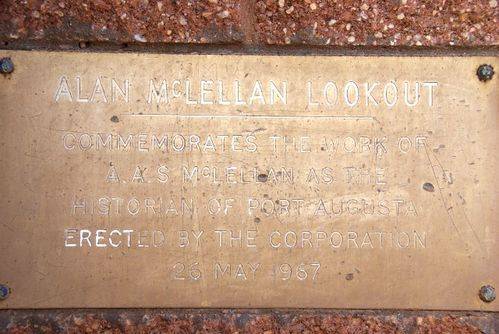 ALAN McLELLAN LOOKOUT
COMMEMORATES THE WORK OF
A.A.S McLELLAN AS THE
HISTORIAN OF PORT AUGUSTA
ERECTED BY THE CORPORATION
26 MAY 1967